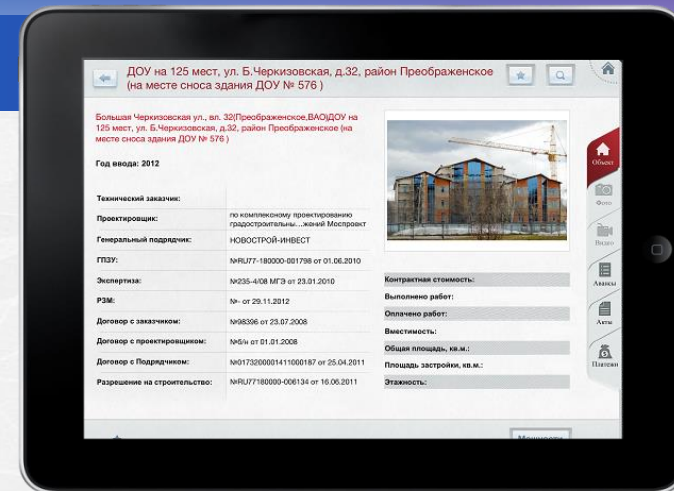 ДОУ на 125 мест, ул. Б.Черкизовская, д.32, район Преображенское
(на месте сноса здания ДОУ № 576 )
Большая Черкизовская ул., вл. 32(Преображенское,ВАО)ДОУ на
125 мест, ул. Б.Черкизовская, д.32, район Преображенское (на
месте сноса здания ДОУ № 576 )
Год ввода: 2012
Технический заказчик:
Проектировщик: по комплексному проектированию
градостроительны...жений Моспроект
Генеральный подрядчик: НОВОСТРОЙ-ИНВЕСТ
ГПЗУ: №RU77-180000-001798 от 01.06.2010
Экспертиза: №235-4/08 МГЭ от 23.01.2010
РЗМ: №- от 29.11.2012
Договор с заказчиком: №98396 от 23.07.2008
Договор с проектировщиком: №б/н от 01.01.2008
Договор с Подрядчиком: №0173200001411000187 от 25.04.2011
Разрешение на строительство: №RU77180000-006134 от 16.06.2011
Контрактная стоимость:
Выполнено работ:
Оплачено работ:
Вместимость:
Общая площадь, кв.м.:
Площадь застройки, кв.м.:
Этажность:
Объект
Фото
Видео
Авансы
Акты
Платежи
Мощности